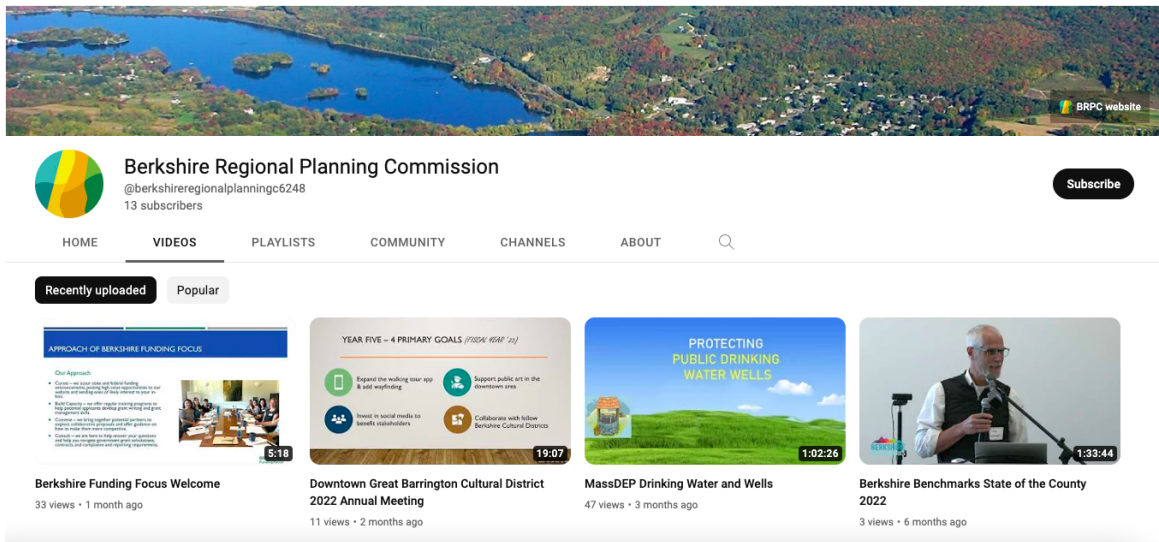 BRPC website
Berkshire Regional Planning Commission
@berkshireregionalplanningc6248
13 subscribers
Subscribe
HOME VIDEOS PLAYLISTS COMMUNITY CHANNELS ABOUT
Recently uploaded Popular
APPROACH OF BERKSHIRE FUNDING FOCUS
Our Approach
5:18
YEAR FIVE – 4 PRIMARY GOALS (FISCAL YEAR '22)
Expand the walking tour app
& add wayfinding
Support public art in the
downtown area
Invest in social media to
benefit stakeholders
Collaborate with fellow
Berkshire Cultural Districts
19:07
PROTECTING
PUBLIC DRINKING
WATER WELLS
1:02:26
BERKSHIRE
1:33:44
Berkshire Funding Focus Welcome
33 views • 1 month ago
Downtown Great Barrington Cultural District
2022 Annual Meeting
11 views • 2 months ago
MassDEP Drinking Water and Wells
47 views • 3 months ago
Berkshire Benchmarks State of the County
2022
3 views • 6 months ago